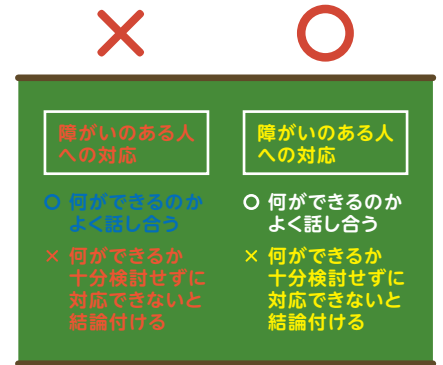 × ○
障がいのある人
への対応
○ 何ができるのか
よく話し合う
× 何ができるか
十分検討せずに
対応できないと
結論付ける
障がいのある人
への対応
○ 何ができるのか
よく話し合う
× 何ができるか
十分検討せずに
対応できないと
結論付ける